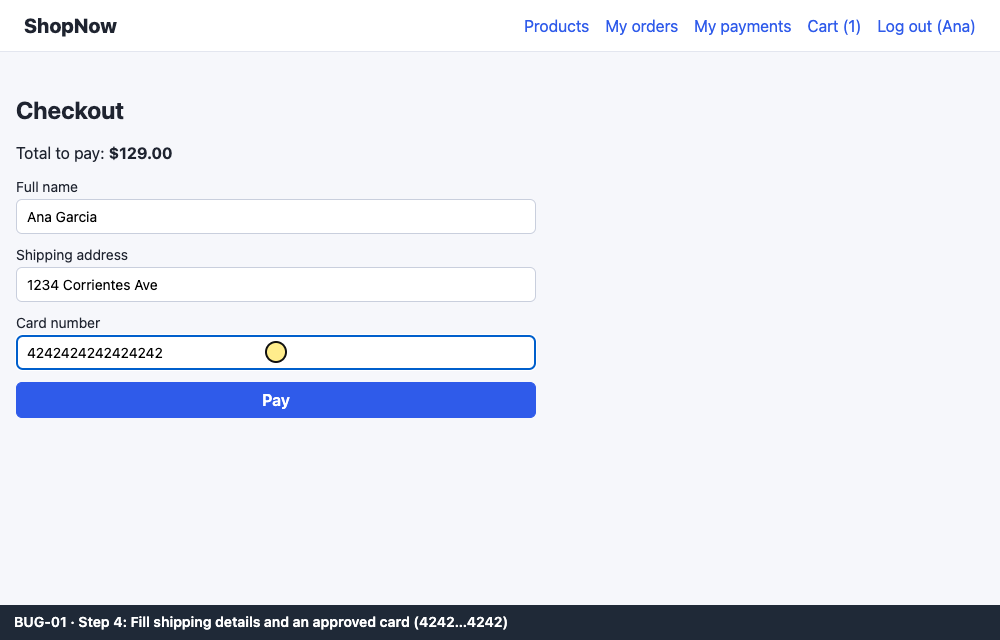 ShopNow
Products My orders My payments Cart (1) Log out (Ana)
Checkout
Total to pay: $129.00
Full name
Ana Garcia
Shipping address
1234 Corrientes Ave
Card number
4242424242424242
Pay
BUG-01 · Step 4: Fill shipping details and an approved card (4242...4242)